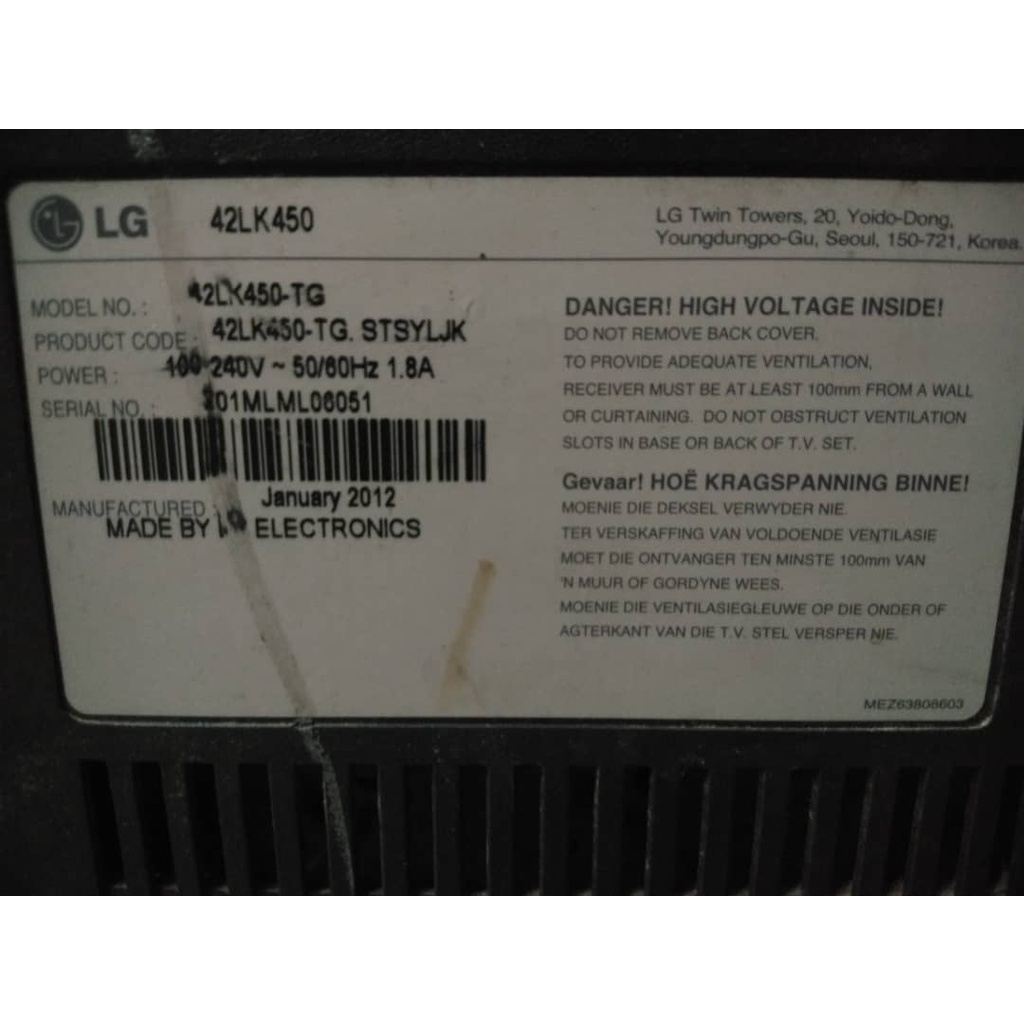 LG 42LK450
LG Twin Towers, 20, Yoido-Dong,
Youngdungpo-Gu, Seoul, 150-721, Korea.
MODEL NO. : 42LK450-TG
PRODUCT CODE : 42LK450-TG. STSYLJK
POWER : 100-240V ~ 50/60Hz 1.8A
SERIAL NO. : 201MLML06051
MANUFACTURED : January 2012
MADE BY LG ELECTRONICS
DANGER! HIGH VOLTAGE INSIDE!
DO NOT REMOVE BACK COVER.
TO PROVIDE ADEQUATE VENTILATION,
RECEIVER MUST BE AT LEAST 100mm FROM A WALL
OR CURTAINING. DO NOT OBSTRUCT VENTILATION
SLOTS IN BASE OR BACK OF T.V. SET.
Gevaar! HOË KRAGSPANNING BINNE!
MOENIE DIE DEKSEL VERWYDER NIE.
TER VERSKAFFING VAN VOLDOENDE VENTILASIE
MOET DIE ONTVANGER TEN MINSTE 100mm VAN
'N MUUR OF GORDYNE WEES.
MOENIE DIE VENTILASIEGLEUWE OP DIE ONDER OF
AGTERKANT VAN DIE T.V. STEL VERSPER NIE.
MEZ63806603